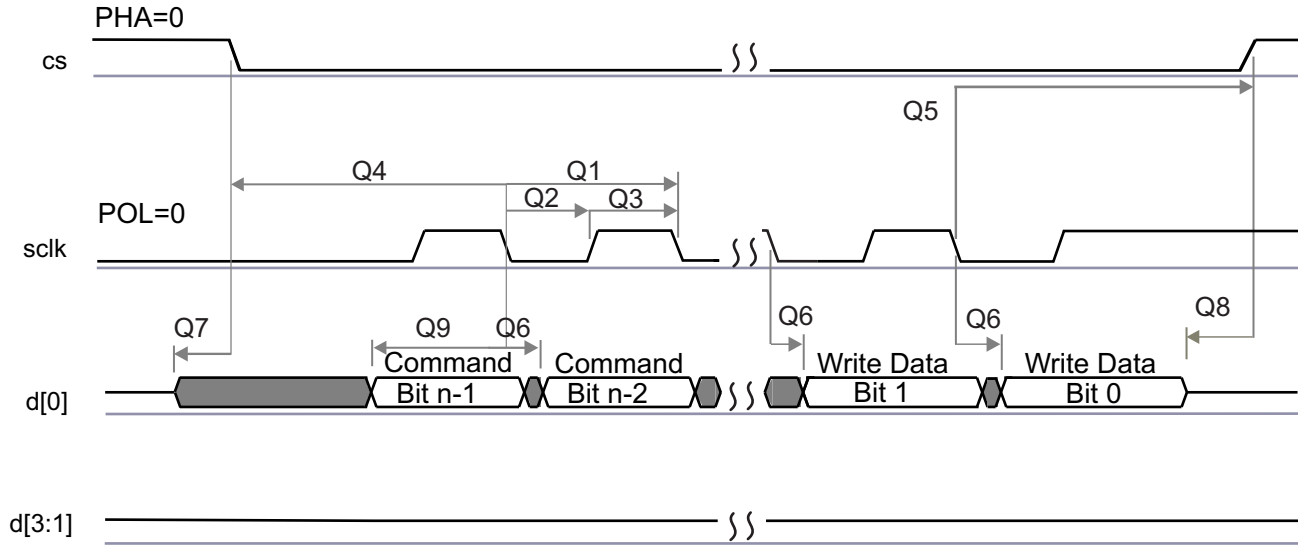 PHA=0
cs
Q5
Q4 Q1
Q2 Q3
POL=0
sclk
Q7 Q9 Q6 Q6 Q6 Q8
Command Command Write Data Write Data
d[0] Bit n-1 Bit n-2 Bit 1 Bit 0
d[3:1]